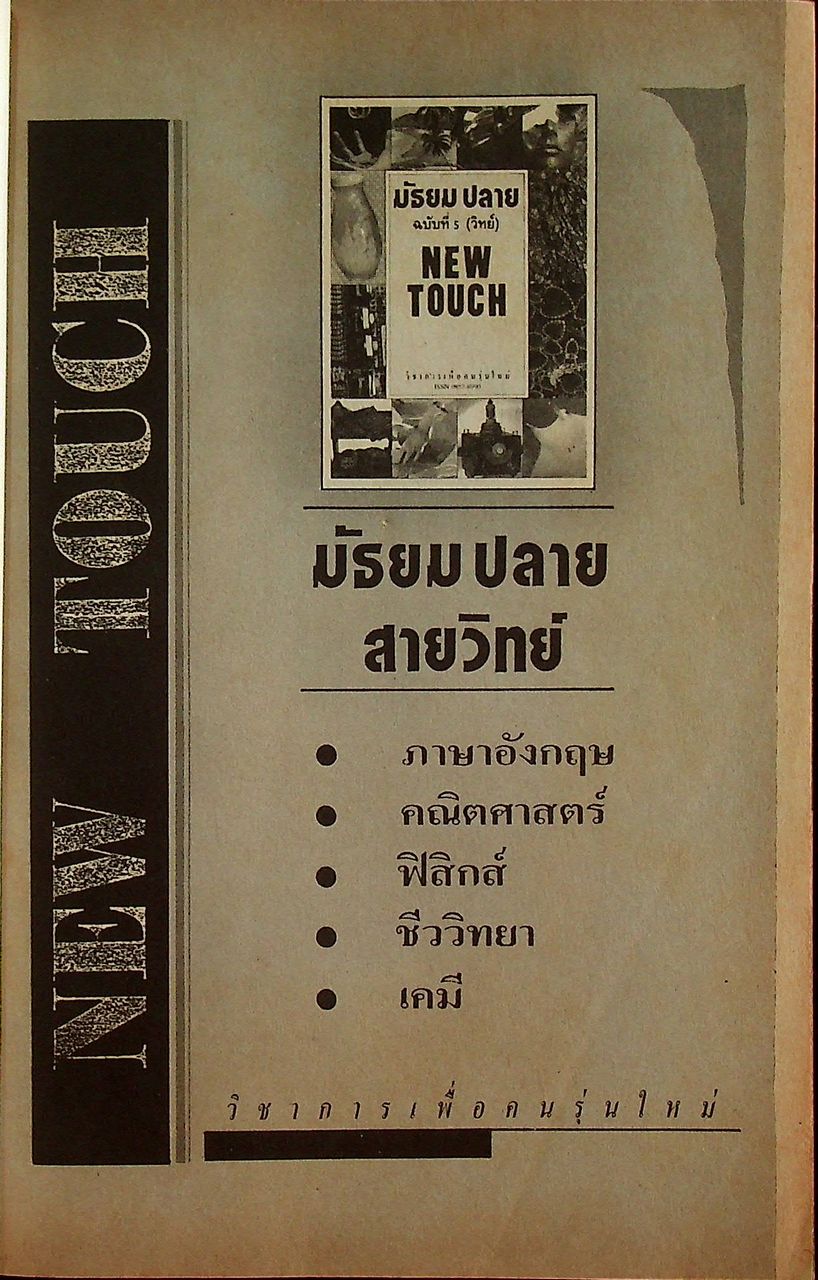 NEW TOUCH
มัธยม ปลาย
ฉบับที่ 5 (วิทย์)
NEW
TOUCH
วิชาการเพื่อคนรุ่นใหม่
ISSN
มัธยม ปลาย
สายวิทย์
● ภาษาอังกฤษ
● คณิตศาสตร์
● ฟิสิกส์
● ชีววิทยา
● เคมี
วิชาการเพื่อคนรุ่นใหม่